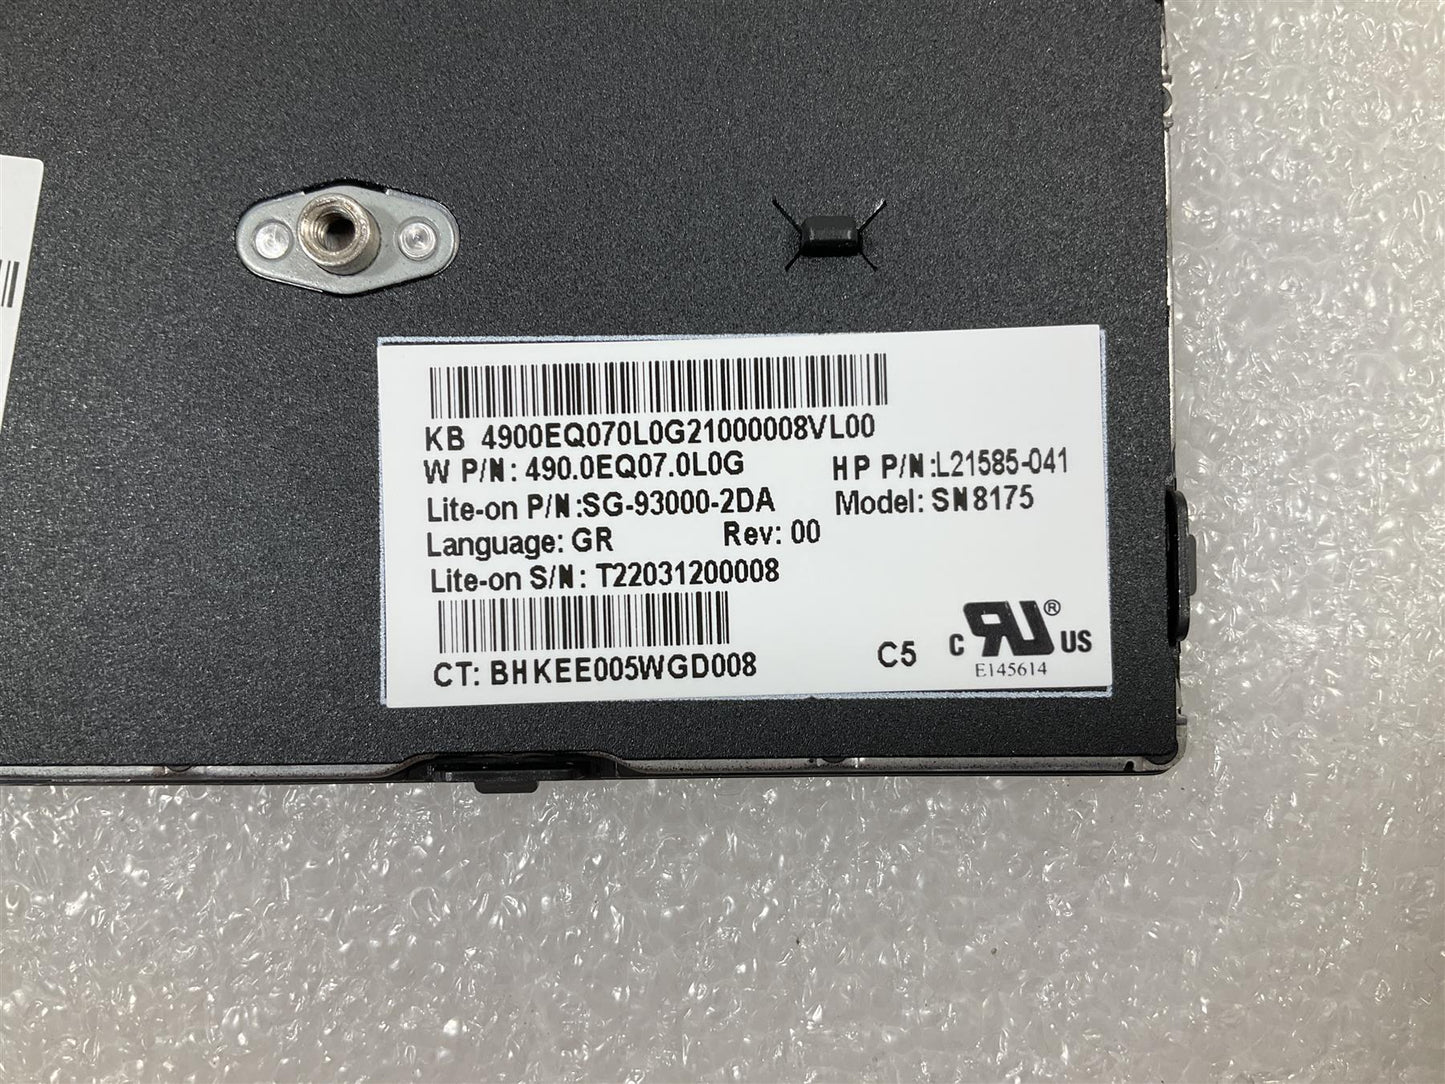 KB 4900EQ070L0G21000008VL00
W P/N: 490.0EQ07.0L0G HP P/N:L21585-041
Lite-on P/N:SG-93000-2DA Model: SN8175
Language: GR Rev: 00
Lite-on S/N: T22031200008
CT: BHKEE005WGD008 C5 C RU® US
E145614